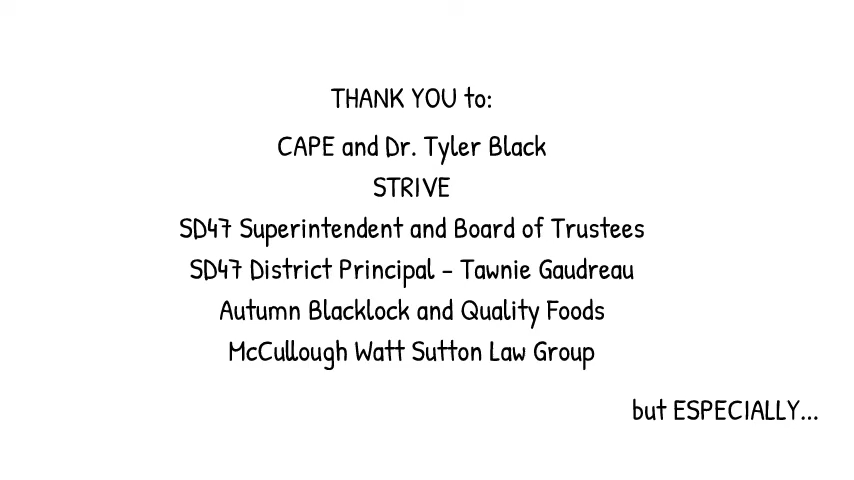 THANK YOU to:
CAPE and Dr. Tyler Black
STRIVE
SD47 Superintendent and Board of Trustees
SD47 District Principal - Tawnie Gaudreau
Autumn Blacklock and Quality Foods
McCullough Watt Sutton Law Group
but ESPECIALLY...